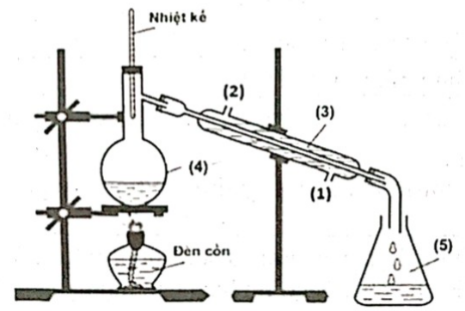 Nhiệt kế
(2)
(3)
(4)
(1)
(5)
Đèn cồn